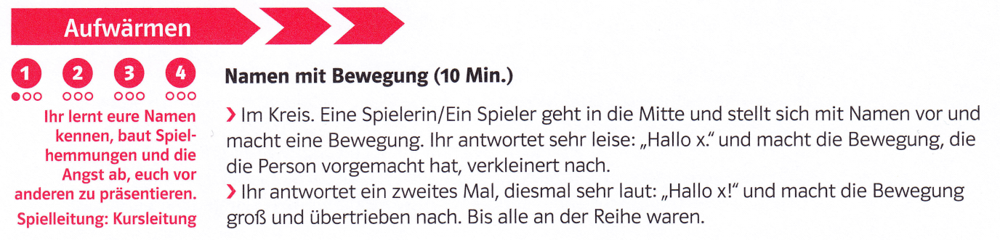 Aufwärmen
1 2 3 4
Ihr lernt eure Namen
kennen, baut Spiel-
hemmungen und die
Angst ab, euch vor
anderen zu präsentieren.
Spielleitung: Kursleitung
Namen mit Bewegung (10 Min.)
❯ Im Kreis. Eine Spielerin/Ein Spieler geht in die Mitte und stellt sich mit Namen vor und
macht eine Bewegung. Ihr antwortet sehr leise: „Hallo x.“ und macht die Bewegung, die
die Person vorgemacht hat, verkleinert nach.
❯ Ihr antwortet ein zweites Mal, diesmal sehr laut: „Hallo x!“ und macht die Bewegung
groß und übertrieben nach. Bis alle an der Reihe waren.